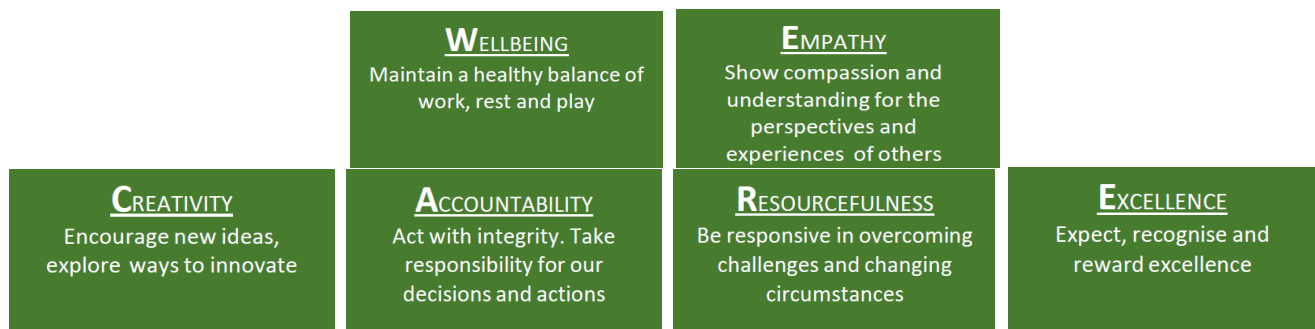 WELLBEING
Maintain a healthy balance of
work, rest and play
EMPATHY
Show compassion and
understanding for the
perspectives and
experiences of others
CREATIVITY
Encourage new ideas,
explore ways to innovate
ACCOUNTABILITY
Act with integrity. Take
responsibility for our
decisions and actions
RESOURCEFULNESS
Be responsive in overcoming
challenges and changing
circumstances
EXCELLENCE
Expect, recognise and
reward excellence